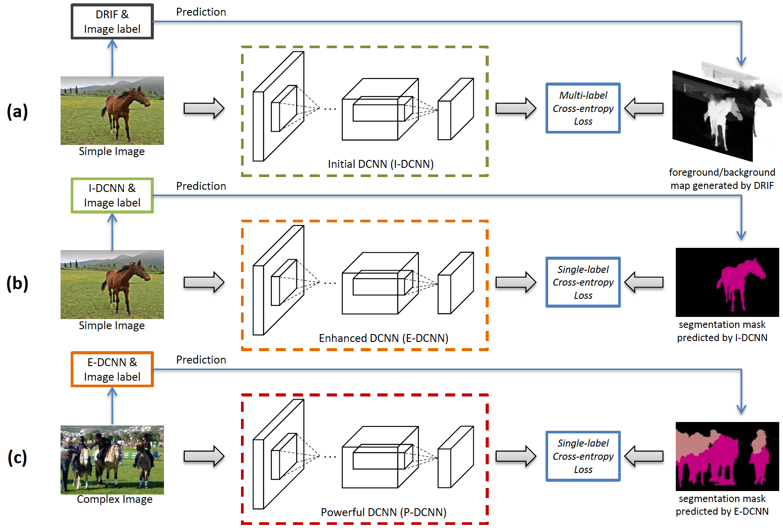 DRIF &
Image label
Prediction
(a)
Simple Image
Initial DCNN (I-DCNN)
Multi-label
Cross-entropy
Loss
foreground/background
map generated by DRIF
I-DCNN &
Image label
Prediction
(b)
Simple Image
Enhanced DCNN (E-DCNN)
Single-label
Cross-entropy
Loss
segmentation mask
predicted by I-DCNN
E-DCNN &
Image label
Prediction
(c)
Complex Image
Powerful DCNN (P-DCNN)
Single-label
Cross-entropy
Loss
segmentation mask
predicted by E-DCNN